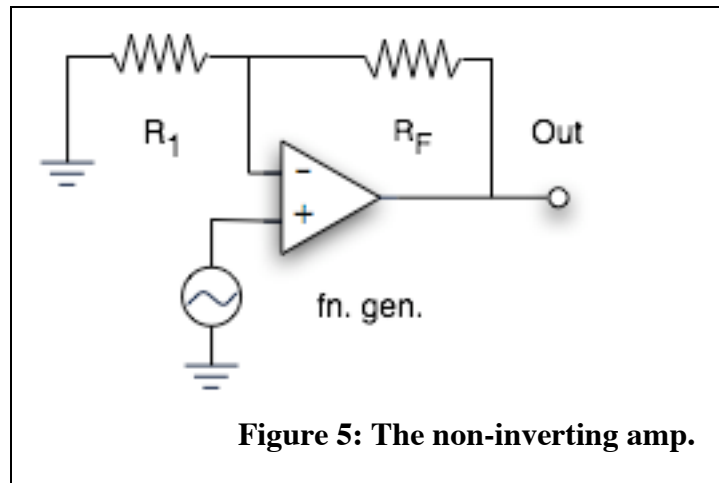 R1
RF
Out
-
+
fn. gen.
Figure 5: The non-inverting amp.